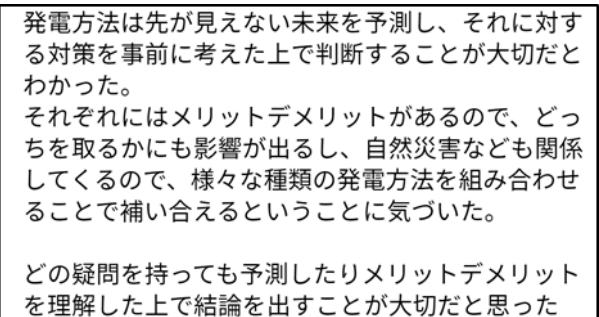 発電方法は先が見えない未来を予測し、それに対す
る対策を事前に考えた上で判断することが大切だと
わかった。
それぞれにはメリットデメリットがあるので、どっ
ちを取るかにも影響が出るし、自然災害なども関係
してくるので、様々な種類の発電方法を組み合わせ
ることで補い合えるということに気づいた。
どの疑問を持っても予測したりメリットデメリット
を理解した上で結論を出すことが大切だと思った